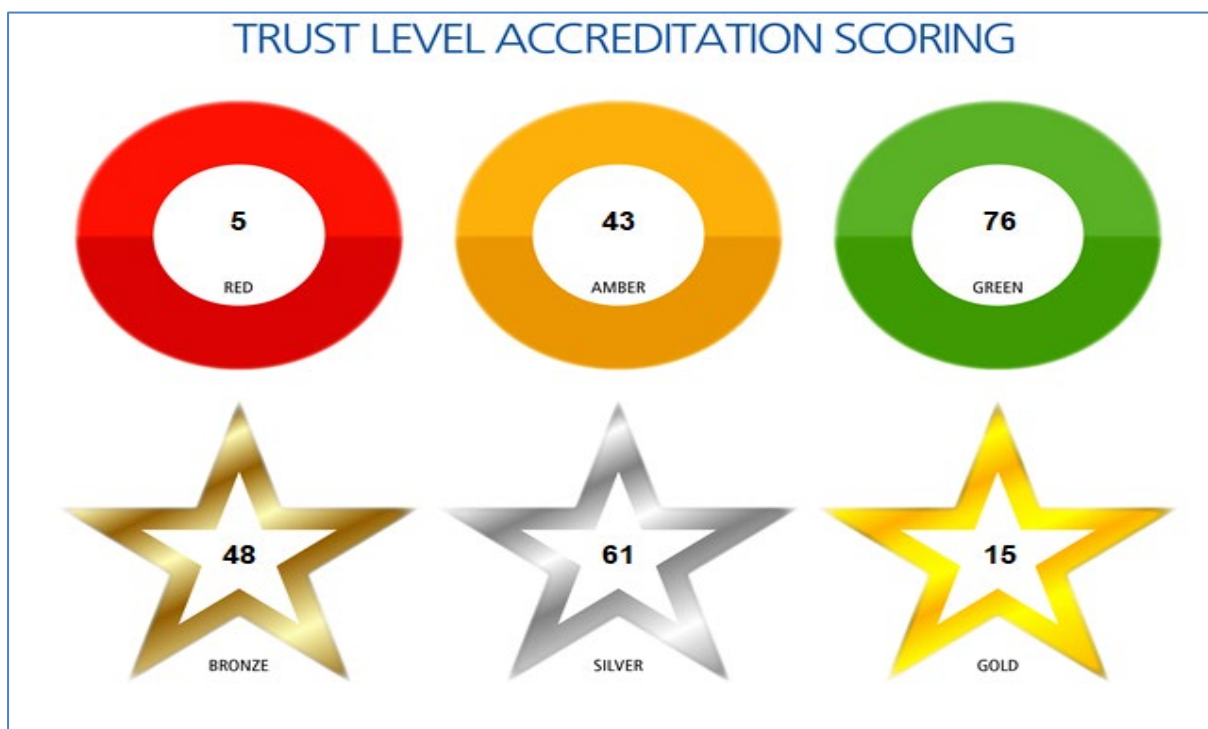 TRUST LEVEL ACCREDITATION SCORING
5
RED
43
AMBER
76
GREEN
48
BRONZE
61
SILVER
15
GOLD